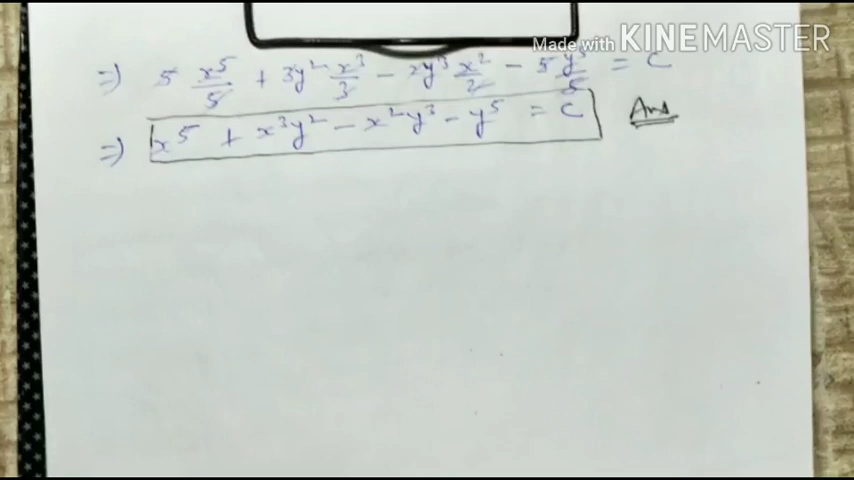 Made with KINEMASTER
⇒ 5 x⁵/5 + 3y² x³/3 − 2y³ x²/2 − 5 y⁵/5 = C
⇒ x⁵ + x³y² − x²y³ − y⁵ = C Ans